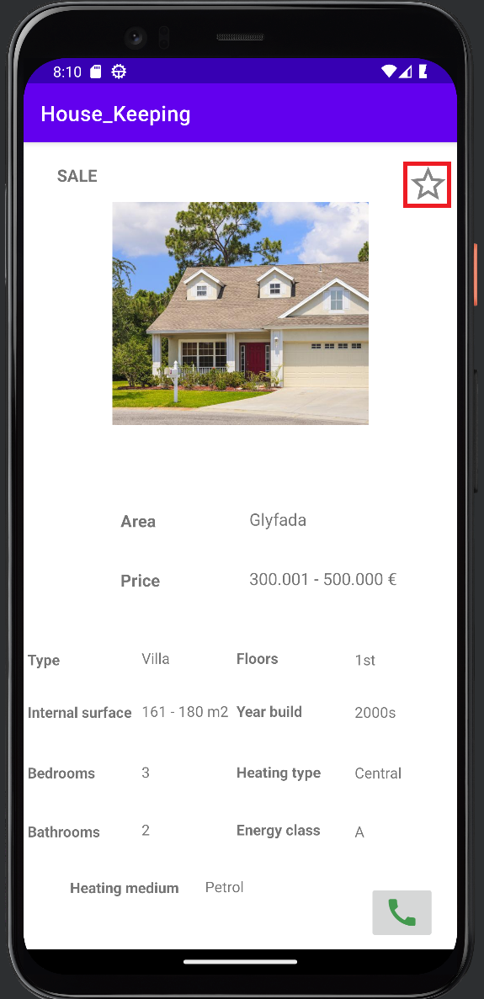 8:10
House_Keeping
SALE
Area Glyfada
Price 300.001 - 500.000 €
Type Villa Floors 1st
Internal surface 161 - 180 m2 Year build 2000s
Bedrooms 3 Heating type Central
Bathrooms 2 Energy class A
Heating medium Petrol